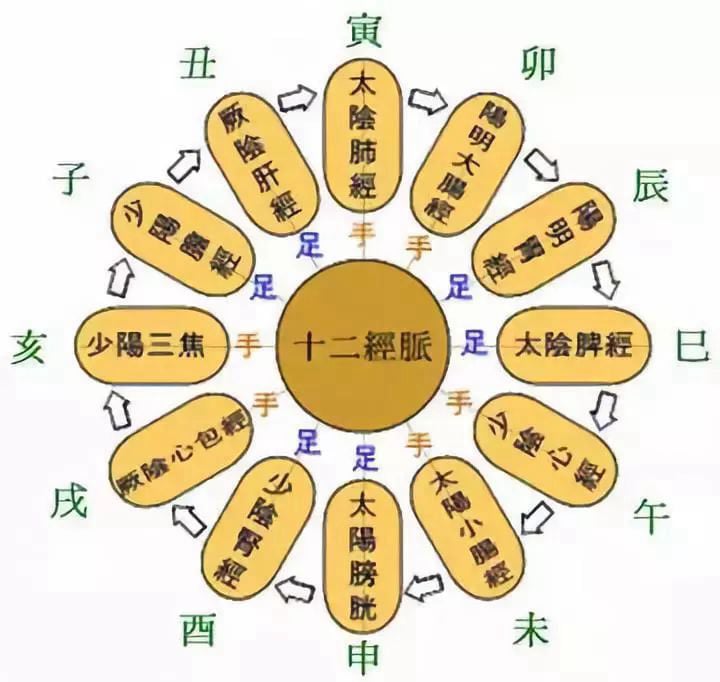 十二經脈
寅
太陰肺經
手
卯
陽明大腸經
手
辰
陽明胃經
足
巳
太陰脾經
足
午
少陰心經
手
未
太陽小腸經
手
申
太陽膀胱
足
酉
少陰腎經
足
戌
厥陰心包經
手
亥
少陽三焦
手
子
少陽膽經
足
丑
厥陰肝經
足